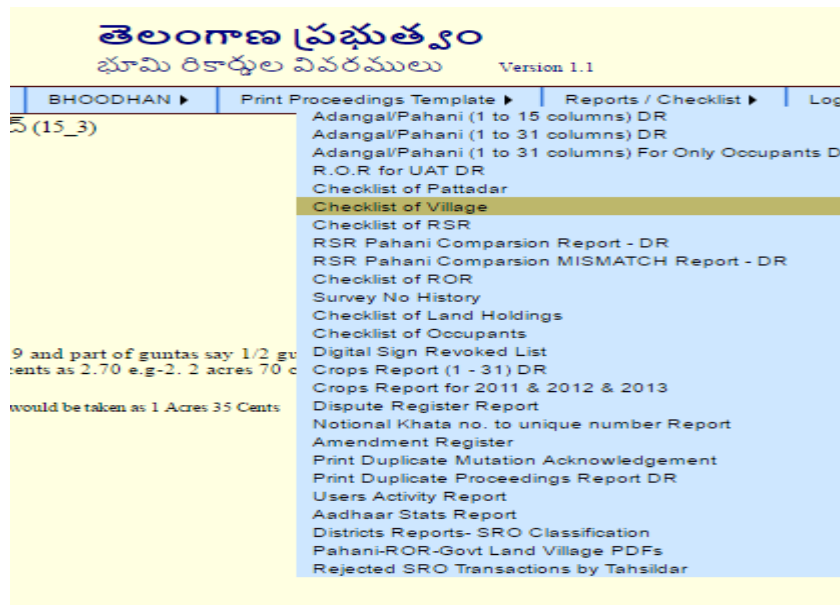 తెలంగాణ ప్రభుత్వం
భూమి రికార్డుల వివరములు Version 1.1
BHOODHAN ▶ Print Proceedings Template ▶ Reports / Checklist ▶ Log
(15_3)
Adangal/Pahani (1 to 15 columns) DR
Adangal/Pahani (1 to 31 columns) DR
Adangal/Pahani (1 to 31 columns) For Only Occupants D
R.O.R for UAT DR
Checklist of Pattadar
Checklist of Village
Checklist of RSR
RSR Pahani Comparsion Report - DR
RSR Pahani Comparsion MISMATCH Report - DR
Checklist of ROR
Survey No History
Checklist of Land Holdings
Checklist of Occupants
Digital Sign Revoked List
Crops Report (1 - 31) DR
Crops Report for 2011 & 2012 & 2013
Dispute Register Report
Notional Khata no. to unique number Report
Amendment Register
Print Duplicate Mutation Acknowledgement
Print Duplicate Proceedings Report DR
Users Activity Report
Aadhaar Stats Report
Districts Reports- SRO Classification
Pahani-ROR-Govt Land Village PDFs
Rejected SRO Transactions by Tahsildar
9 and part of guntas say 1/2 gu
ents as 2.70 e.g-2. 2 acres 70 c
would be taken as 1 Acres 35 Cents